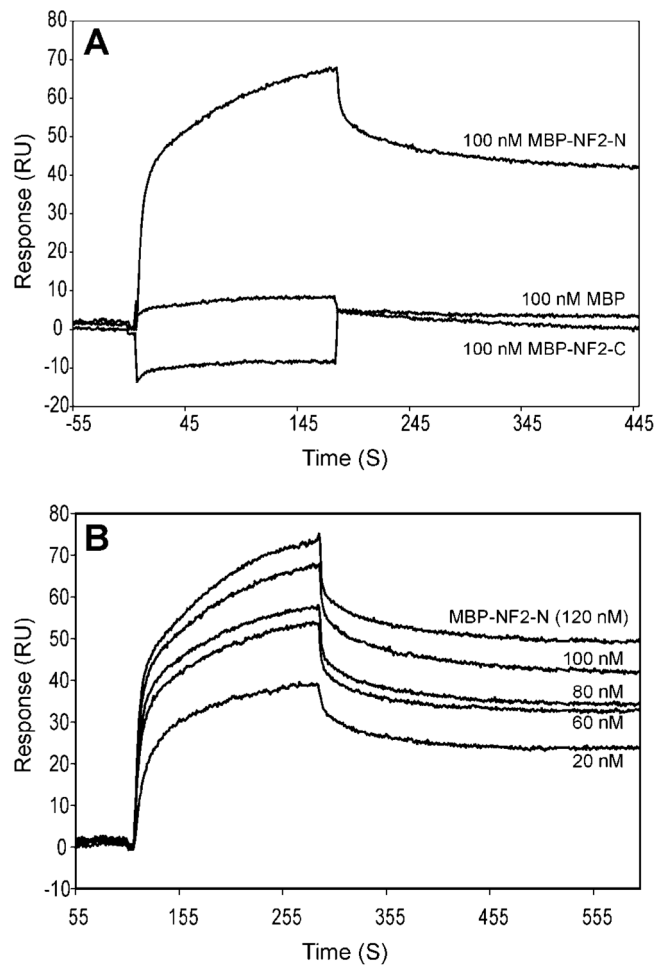 A
80
70
60
50
40
30
20
10
0
-10
-20
Response (RU)
100 nM MBP-NF2-N
100 nM MBP
100 nM MBP-NF2-C
-55 45 145 245 345 445
Time (S)
B
80
70
60
50
40
30
20
10
0
-10
Response (RU)
MBP-NF2-N (120 nM)
100 nM
80 nM
60 nM
20 nM
55 155 255 355 455 555
Time (S)